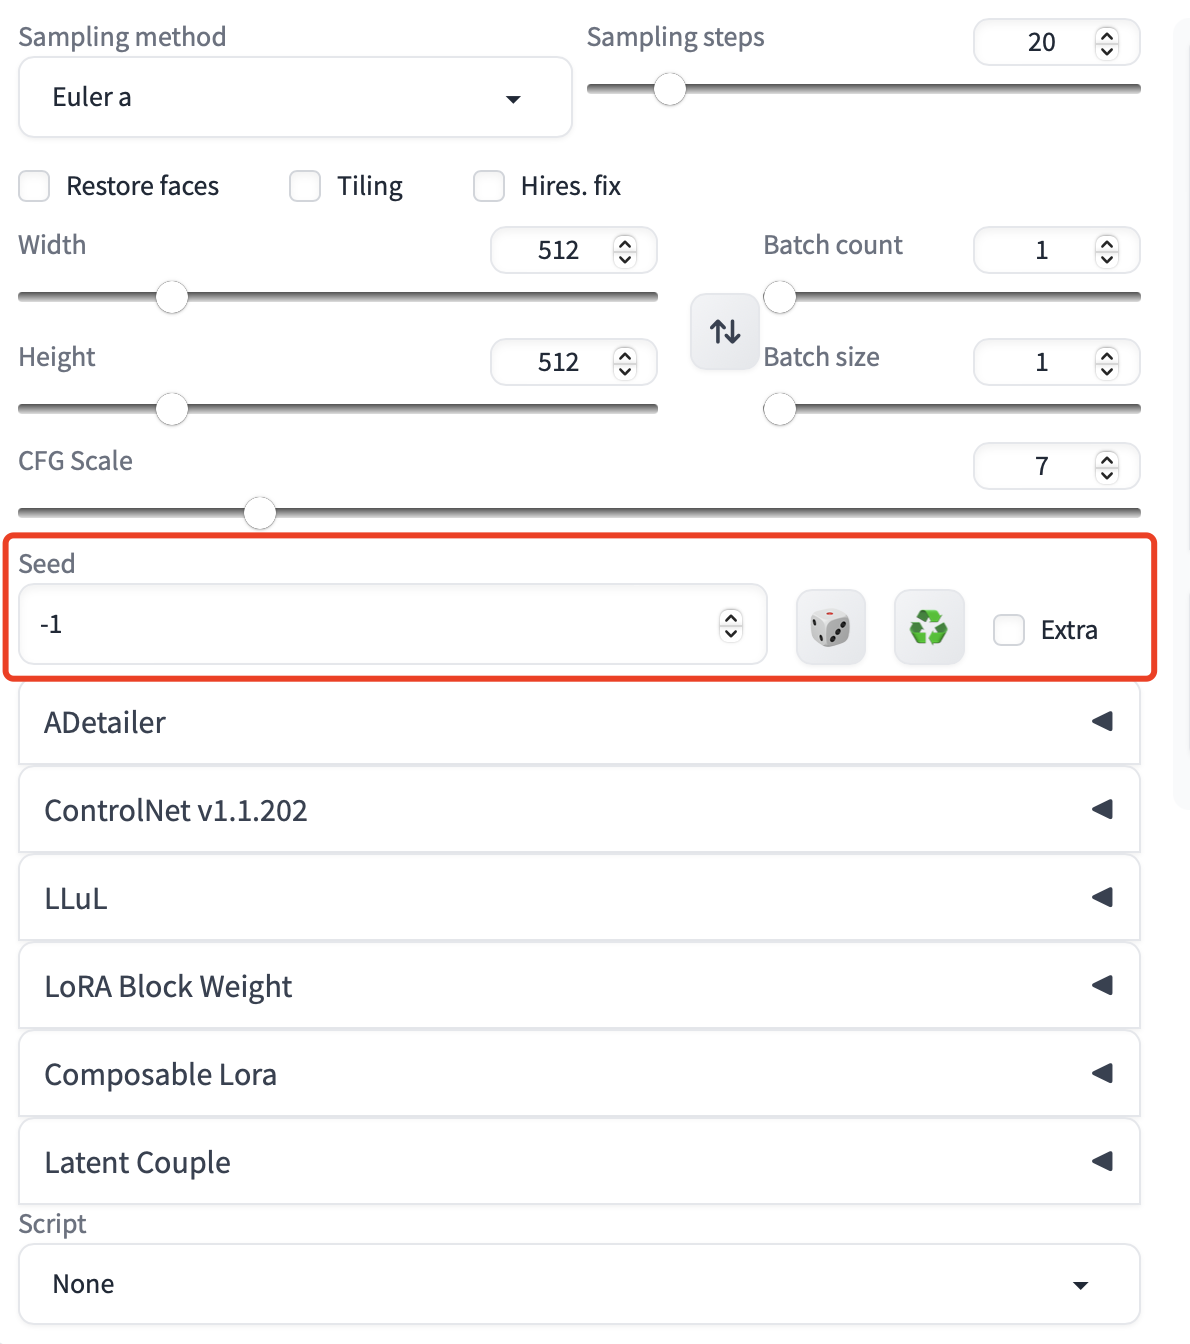 Sampling method
Sampling steps
20
Euler a
Restore faces
Tiling
Hires. fix
Width
512
Batch count
1
Height
512
Batch size
1
CFG Scale
7
Seed
-1
Extra
ADetailer
ControlNet v1.1.202
LLuL
LoRA Block Weight
Composable Lora
Latent Couple
Script
None